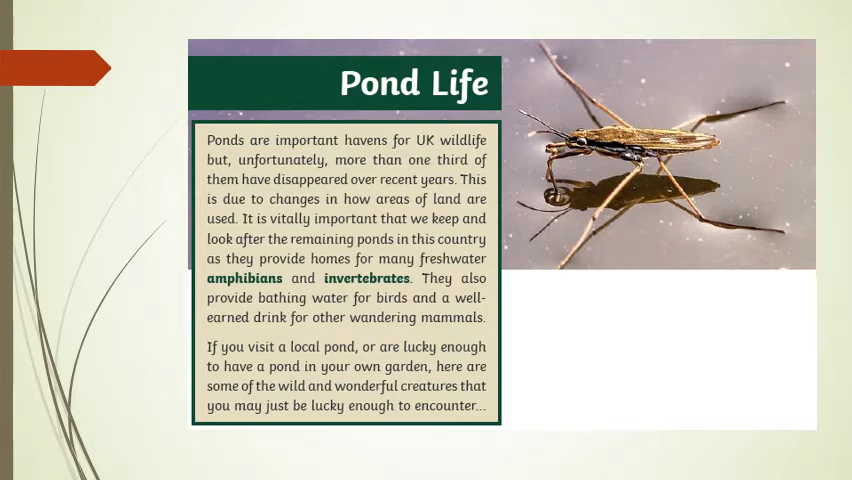 Pond Life
Ponds are important havens for UK wildlife
but, unfortunately, more than one third of
them have disappeared over recent years. This
is due to changes in how areas of land are
used. It is vitally important that we keep and
look after the remaining ponds in this country
as they provide homes for many freshwater
amphibians and invertebrates. They also
provide bathing water for birds and a well-
earned drink for other wandering mammals.
If you visit a local pond, or are lucky enough
to have a pond in your own garden, here are
some of the wild and wonderful creatures that
you may just be lucky enough to encounter...